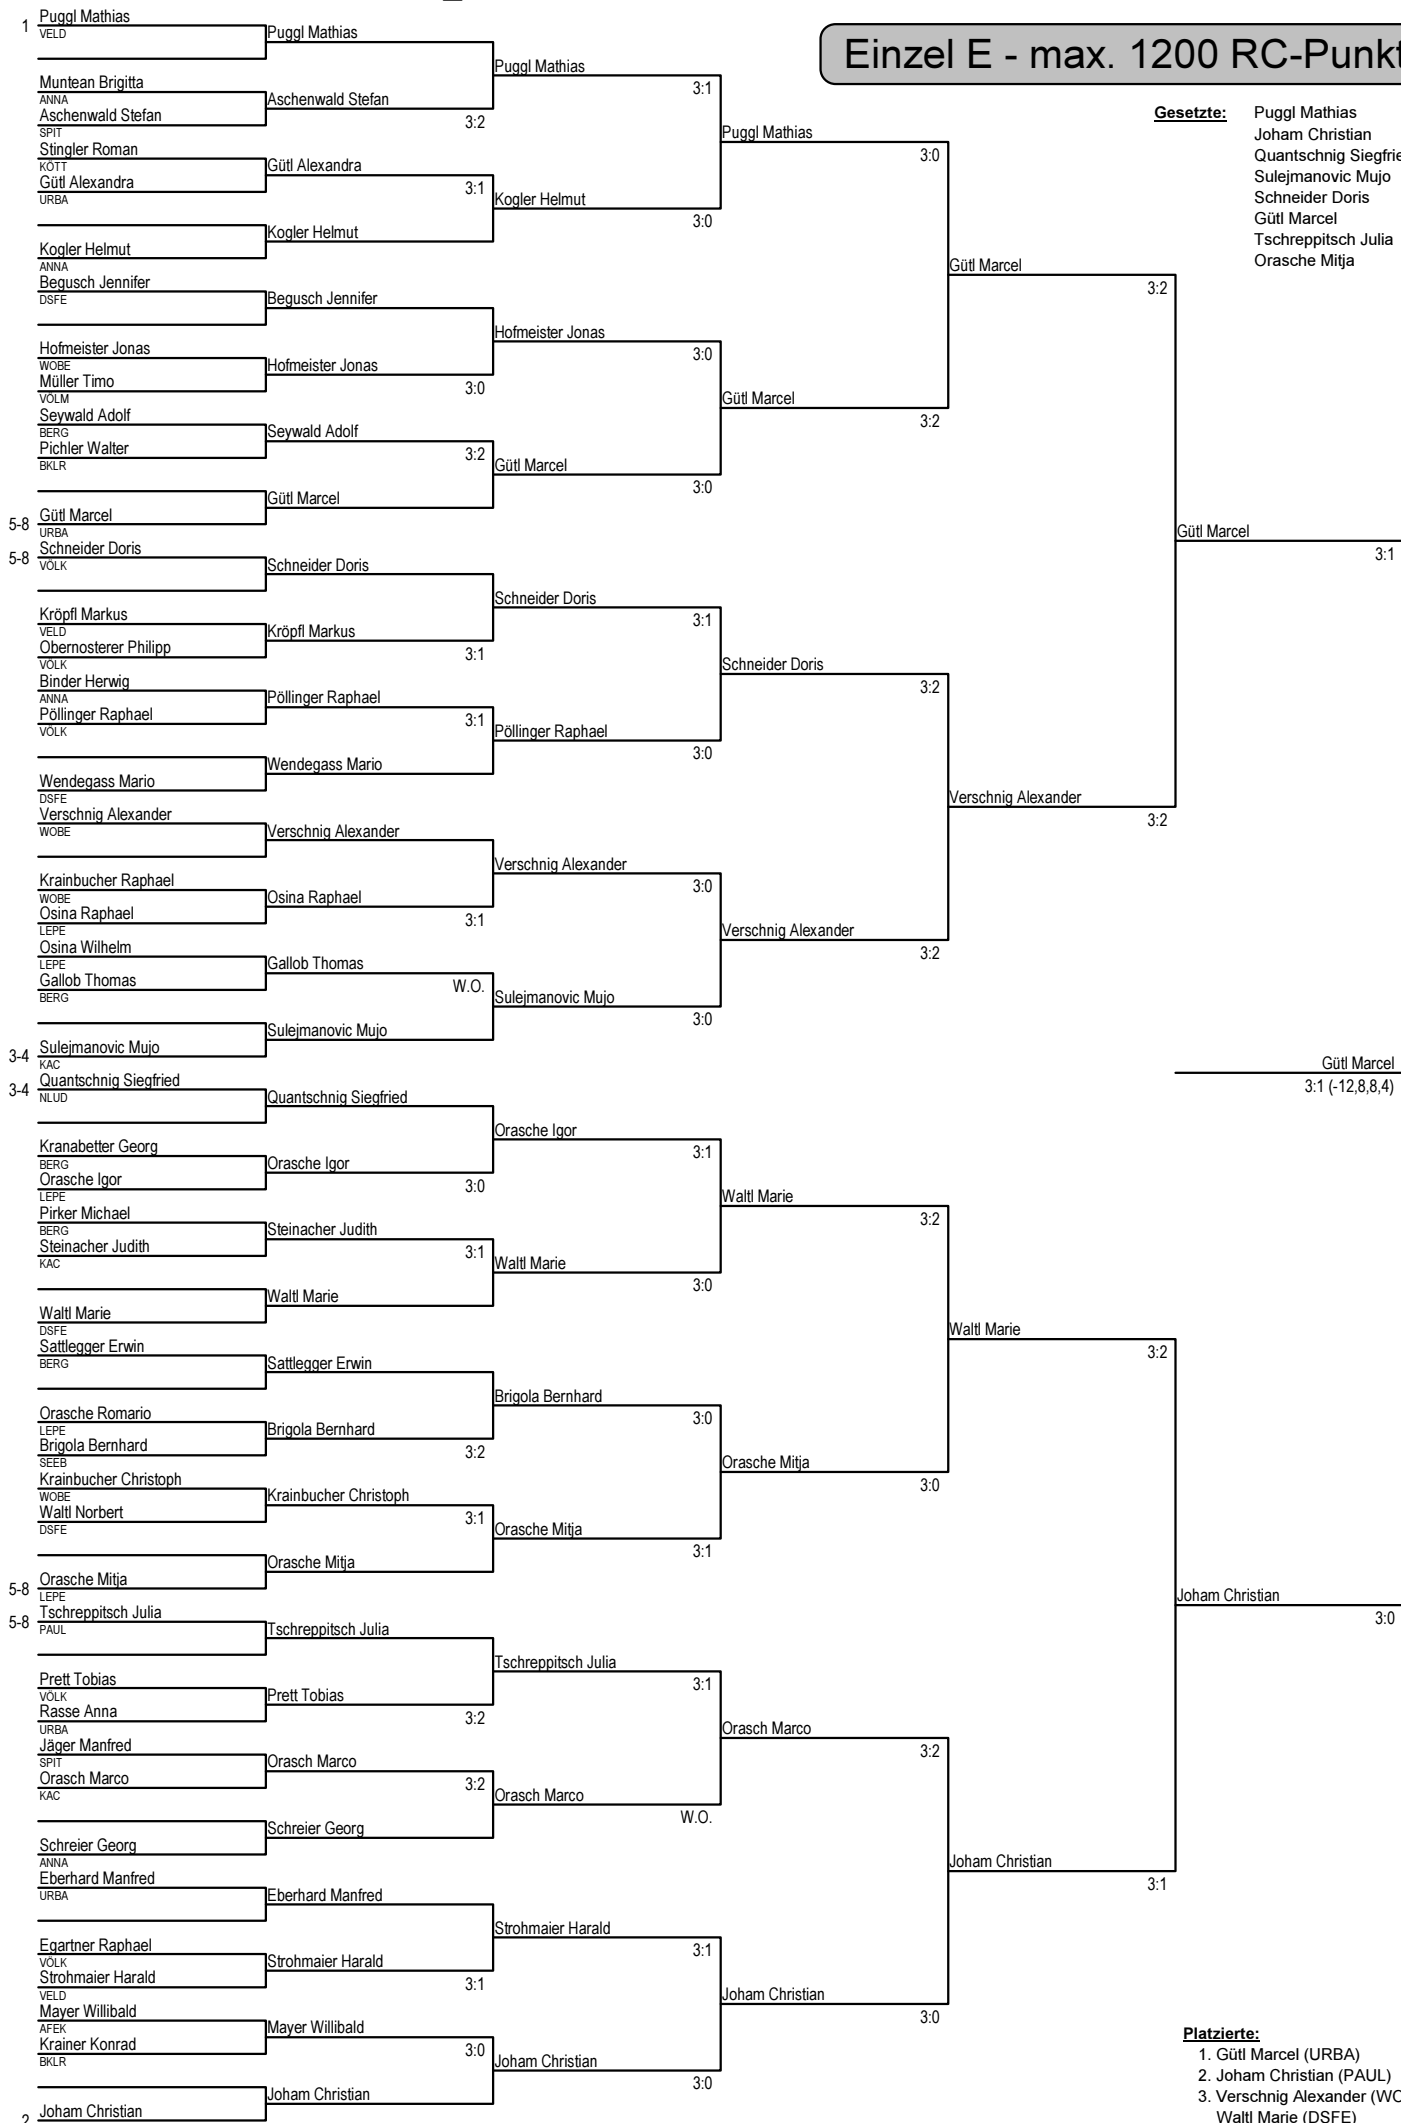 Einzel E - max. 1200 RC-Punkt
Gesetzte:
Puggl Mathias
Joham Christian
Quantschnig Siegfrie
Sulejmanovic Mujo
Schneider Doris
Gütl Marcel
Tschreppitsch Julia
Orasche Mitja
1 Puggl Mathias
VELD
Muntean Brigitta
ANNA
Aschenwald Stefan
SPIT
Stingler Roman
KÖTT
Gütl Alexandra
URBA
Kogler Helmut
ANNA
Begusch Jennifer
DSFE
Hofmeister Jonas
WOBE
Müller Timo
VÖLM
Seywald Adolf
BERG
Pichler Walter
BKLR
5-8 Gütl Marcel
URBA
5-8 Schneider Doris
VÖLK
Kröpfl Markus
VELD
Obernosterer Philipp
VÖLK
Binder Herwig
ANNA
Pöllinger Raphael
VÖLK
Wendegass Mario
DSFE
Verschnig Alexander
WOBE
Krainbucher Raphael
WOBE
Osina Raphael
LEPE
Osina Wilhelm
LEPE
Gallob Thomas
BERG
3-4 Sulejmanovic Mujo
KAC
3-4 Quantschnig Siegfried
NLUD
Kranabetter Georg
BERG
Orasche Igor
LEPE
Pirker Michael
BERG
Steinacher Judith
KAC
Waltl Marie
DSFE
Sattlegger Erwin
BERG
Orasche Romario
LEPE
Brigola Bernhard
SEEB
Krainbucher Christoph
WOBE
Waltl Norbert
DSFE
5-8 Orasche Mitja
LEPE
5-8 Tschreppitsch Julia
PAUL
Prett Tobias
VÖLK
Rasse Anna
URBA
Jäger Manfred
SPIT
Orasch Marco
KAC
Schreier Georg
ANNA
Eberhard Manfred
URBA
Egartner Raphael
VÖLK
Strohmaier Harald
VELD
Mayer Willibald
AFEK
Krainer Konrad
BKLR
2 Joham Christian
Puggl Mathias
Aschenwald Stefan
3:2
Gütl Alexandra
3:1
Kogler Helmut
Begusch Jennifer
Hofmeister Jonas
3:0
Seywald Adolf
3:2
Gütl Marcel
Schneider Doris
Kröpfl Markus
3:1
Pöllinger Raphael
3:1
Wendegass Mario
Verschnig Alexander
Osina Raphael
3:1
Gallob Thomas
W.O.
Sulejmanovic Mujo
Quantschnig Siegfried
Orasche Igor
3:0
Steinacher Judith
3:1
Waltl Marie
Sattlegger Erwin
Brigola Bernhard
3:2
Krainbucher Christoph
3:1
Orasche Mitja
Tschreppitsch Julia
Prett Tobias
3:2
Orasch Marco
3:2
Schreier Georg
Eberhard Manfred
Strohmaier Harald
3:1
Mayer Willibald
3:0
Joham Christian
Puggl Mathias
3:1
Kogler Helmut
3:0
Hofmeister Jonas
3:0
Gütl Marcel
3:0
Schneider Doris
3:1
Pöllinger Raphael
3:0
Verschnig Alexander
3:0
Sulejmanovic Mujo
3:0
Orasche Igor
3:1
Waltl Marie
3:0
Brigola Bernhard
3:0
Orasche Mitja
3:1
Tschreppitsch Julia
3:1
Orasch Marco
W.O.
Strohmaier Harald
3:1
Joham Christian
3:0
Puggl Mathias
3:0
Gütl Marcel
3:2
Schneider Doris
3:2
Verschnig Alexander
3:2
Waltl Marie
3:2
Orasche Mitja
3:0
Orasch Marco
3:2
Joham Christian
3:0
Gütl Marcel
3:2
Verschnig Alexander
3:2
Waltl Marie
3:2
Joham Christian
3:1
Gütl Marcel
3:1
Joham Christian
3:0
Gütl Marcel
3:1 (-12,8,8,4)
Platzierte:
1. Gütl Marcel (URBA)
2. Joham Christian (PAUL)
3. Verschnig Alexander (WO
Waltl Marie (DSFE)